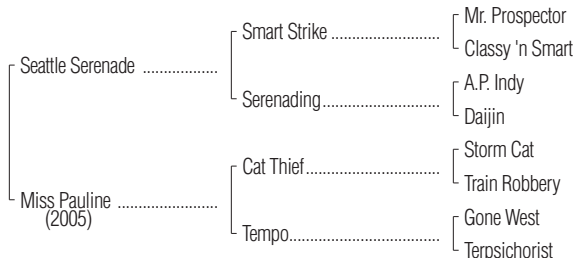 Mr. Prospector
Smart Strike ..........................
Classy 'n Smart
Seattle Serenade ..................
A.P. Indy
Serenading............................
Daijin
Storm Cat
Cat Thief................................
Train Robbery
Miss Pauline ........................
(2005)
Gone West
Tempo....................................
Terpsichorist